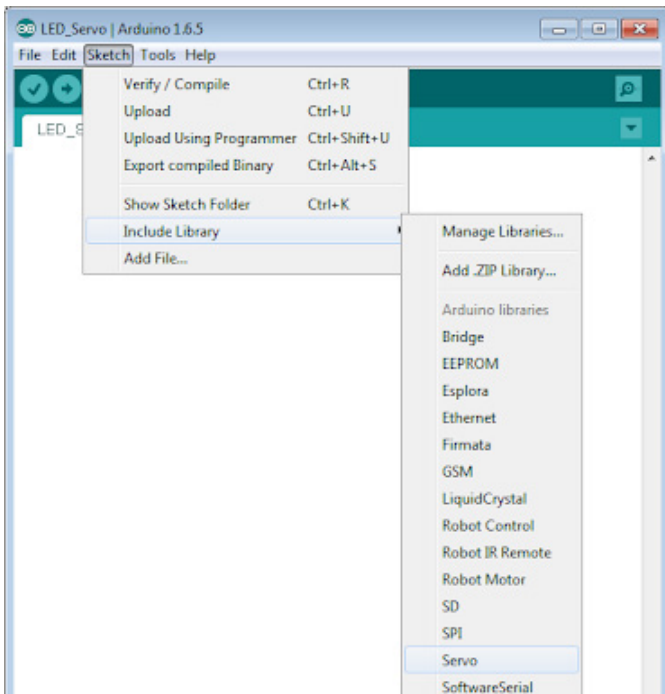 LED_Servo | Arduino 1.6.5
File Edit Sketch Tools Help
LED_S
Verify / Compile Ctrl+R
Upload Ctrl+U
Upload Using Programmer Ctrl+Shift+U
Export compiled Binary Ctrl+Alt+S
Show Sketch Folder Ctrl+K
Include Library
Add File...
Manage Libraries...
Add .ZIP Library...
Arduino libraries
Bridge
EEPROM
Esplora
Ethernet
Firmata
GSM
LiquidCrystal
Robot Control
Robot IR Remote
Robot Motor
SD
SPI
Servo
SoftwareSerial